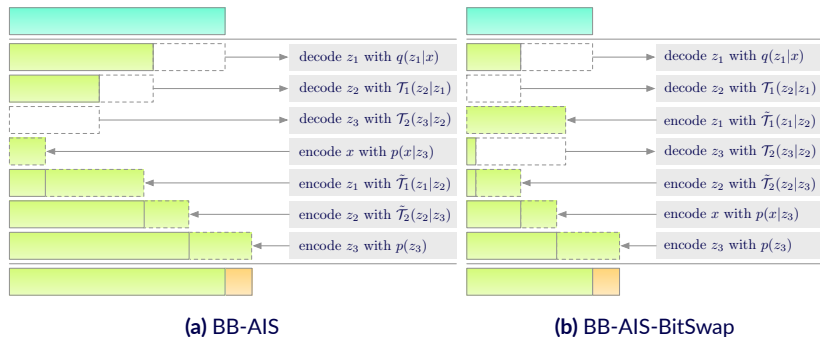 decode z₁ with q(z₁|x)
decode z₂ with 𝒯₁(z₂|z₁)
decode z₃ with 𝒯₂(z₃|z₂)
encode x with p(x|z₃)
encode z₁ with 𝒯̃₁(z₁|z₂)
encode z₂ with 𝒯̃₂(z₂|z₃)
encode z₃ with p(z₃)
(a) BB-AIS
decode z₁ with q(z₁|x)
decode z₂ with 𝒯₁(z₂|z₁)
encode z₁ with 𝒯̃₁(z₁|z₂)
decode z₃ with 𝒯₂(z₃|z₂)
encode z₂ with 𝒯̃₂(z₂|z₃)
encode x with p(x|z₃)
encode z₃ with p(z₃)
(b) BB-AIS-BitSwap